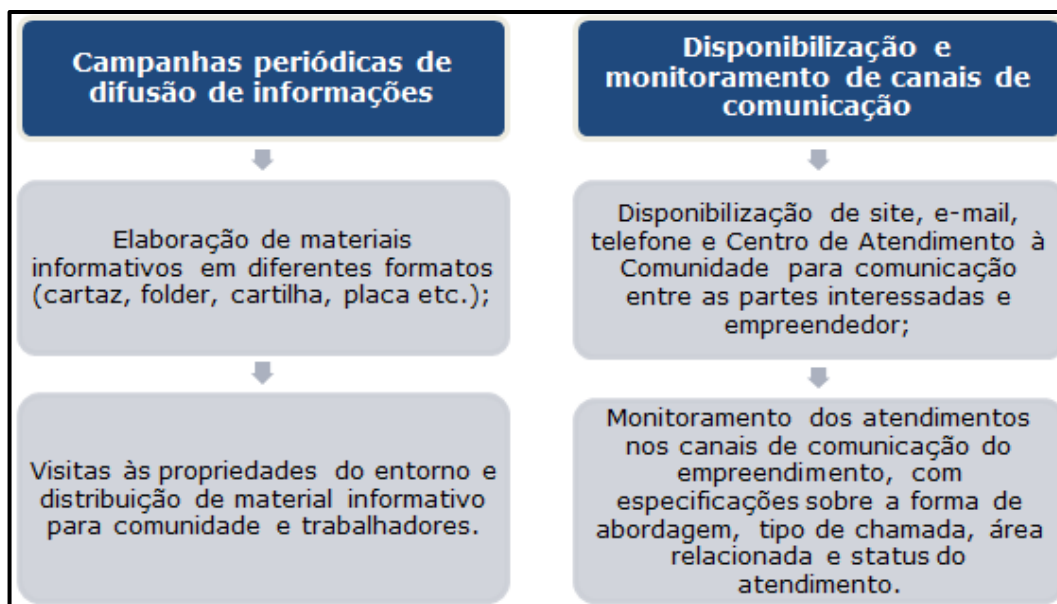 Campanhas periódicas de
difusão de informações
Elaboração de materiais
informativos em diferentes formatos
(cartaz, folder, cartilha, placa etc.);
Visitas às propriedades do entorno e
distribuição de material informativo
para comunidade e trabalhadores.
Disponibilização e
monitoramento de canais de
comunicação
Disponibilização de site, e-mail,
telefone e Centro de Atendimento à
Comunidade para comunicação
entre as partes interessadas e
empreendedor;
Monitoramento dos atendimentos
nos canais de comunicação do
empreendimento, com
especificações sobre a forma de
abordagem, tipo de chamada, área
relacionada e status do
atendimento.